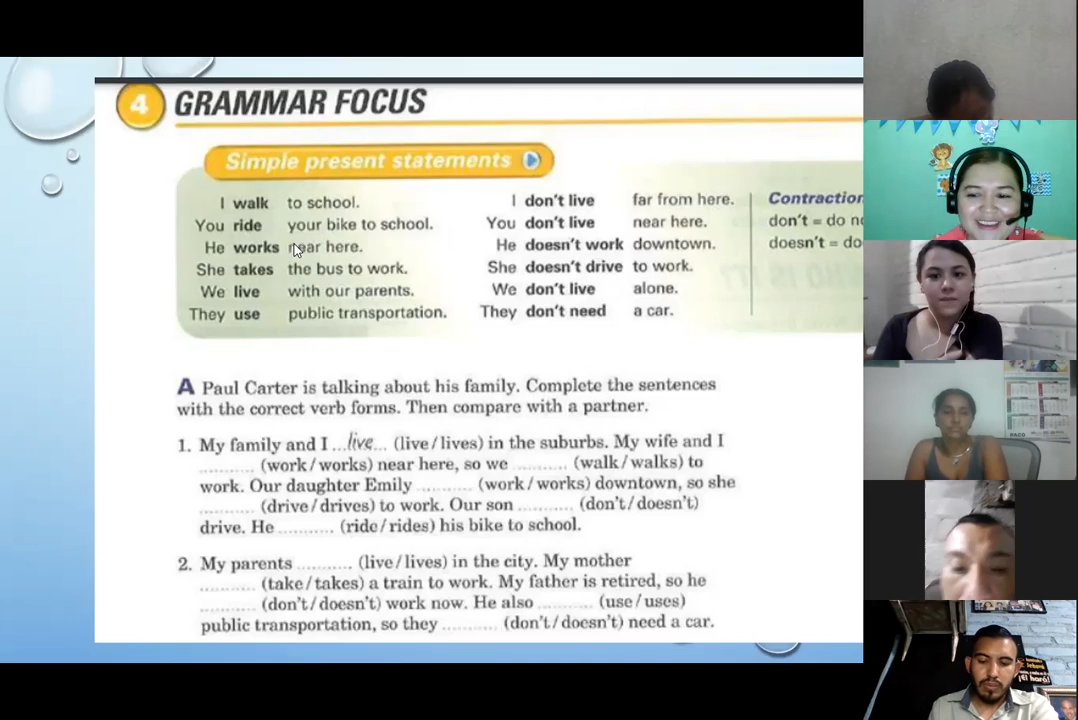 4 GRAMMAR FOCUS
Simple present statements
I walk to school.
You ride your bike to school.
He works near here.
She takes the bus to work.
We live with our parents.
They use public transportation.
I don't live far from here.
You don't live near here.
He doesn't work downtown.
She doesn't drive to work.
We don't live alone.
They don't need a car.
Contraction
don't = do n
doesn't = do
A Paul Carter is talking about his family. Complete the sentences
with the correct verb forms. Then compare with a partner.
1. My family and I ...live... (live/lives) in the suburbs. My wife and I
.......... (work/works) near here, so we .......... (walk/walks) to
work. Our daughter Emily .......... (work/works) downtown, so she
.......... (drive/drives) to work. Our son .......... (don't/doesn't)
drive. He .......... (ride/rides) his bike to school.
2. My parents .......... (live/lives) in the city. My mother
.......... (take/takes) a train to work. My father is retired, so he
.......... (don't/doesn't) work now. He also .......... (use/uses)
public transportation, so they .......... (don't/doesn't) need a car.
PACO